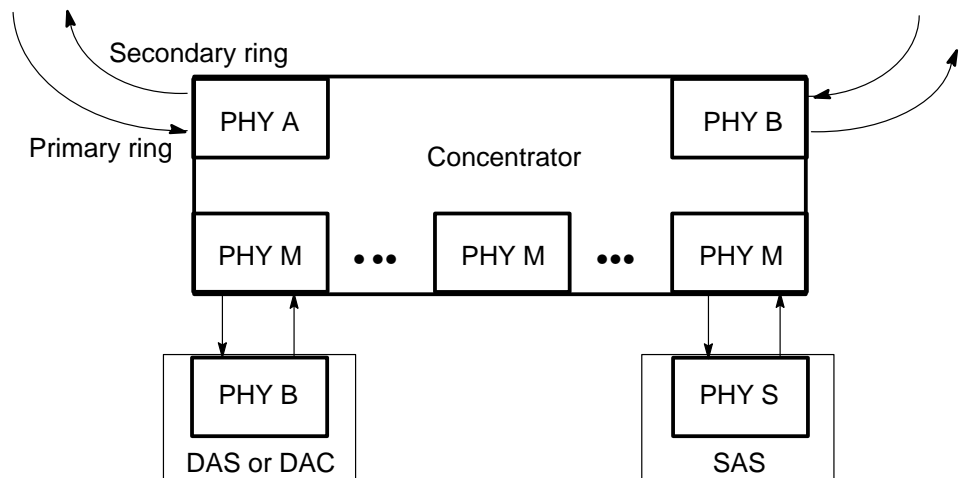 Secondary ring
PHY A
PHY B
Primary ring
Concentrator
PHY M
PHY M
PHY M
PHY B
PHY S
DAS or DAC
SAS